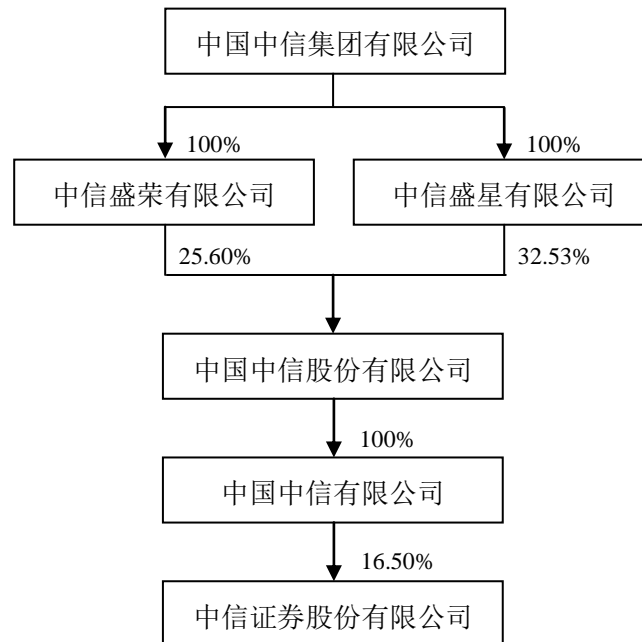 中国中信集团有限公司
100%
100%
中信盛荣有限公司
中信盛星有限公司
25.60%
32.53%
中国中信股份有限公司
100%
中国中信有限公司
16.50%
中信证券股份有限公司